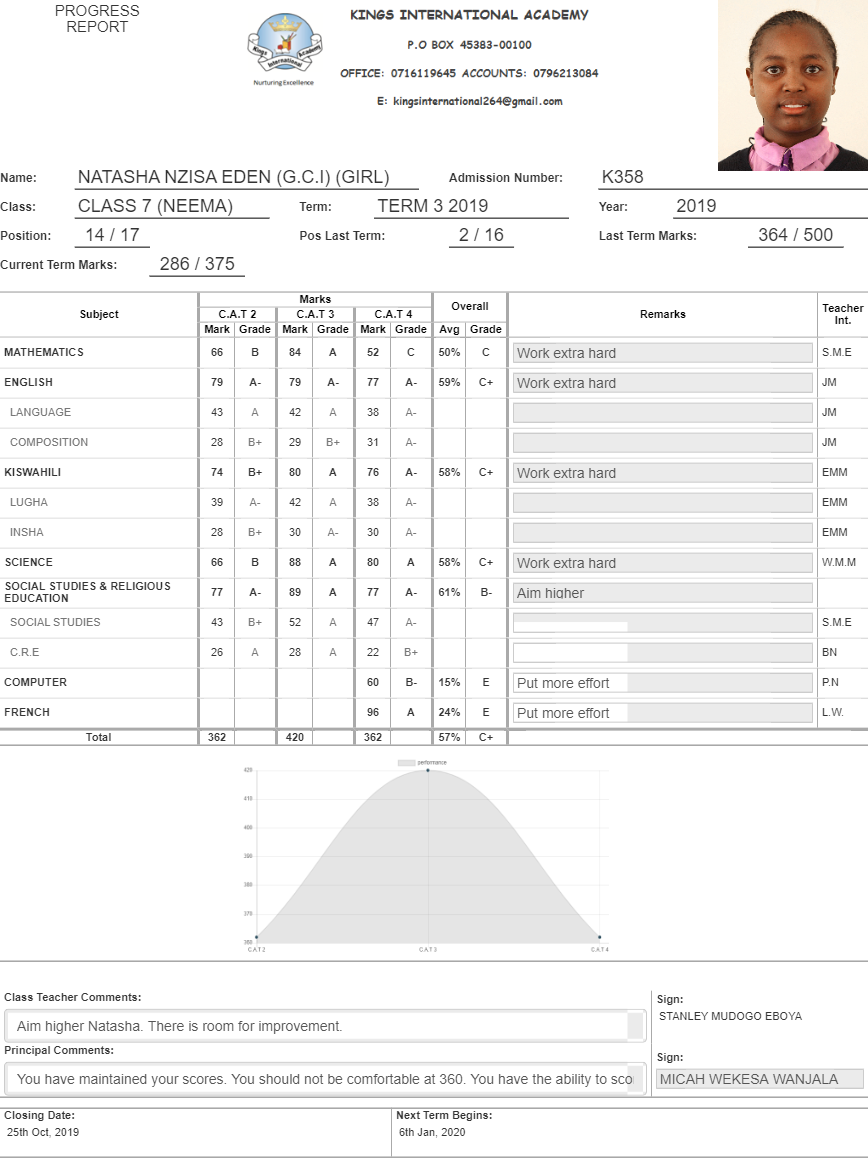 PROGRESS
REPORT
Kings International Academy
Nurturing Excellence
KINGS INTERNATIONAL ACADEMY
P.O BOX 45383-00100
OFFICE: 0716119645 ACCOUNTS: 0796213084
E: kingsinternational264@gmail.com
Name: NATASHA NZISA EDEN (G.C.I) (GIRL) Admission Number: K358
Class: CLASS 7 (NEEMA) Term: TERM 3 2019 Year: 2019
Position: 14 / 17 Pos Last Term: 2 / 16 Last Term Marks: 364 / 500
Current Term Marks: 286 / 375
Subject Marks Overall Remarks Teacher Int.
C.A.T 2 C.A.T 3 C.A.T 4
Mark Grade Mark Grade Mark Grade Avg Grade
MATHEMATICS 66 B 84 A 52 C 50% C Work extra hard S.M.E
ENGLISH 79 A- 79 A- 77 A- 59% C+ Work extra hard JM
LANGUAGE 43 A 42 A 38 A- JM
COMPOSITION 28 B+ 29 B+ 31 A- JM
KISWAHILI 74 B+ 80 A 76 A- 58% C+ Work extra hard EMM
LUGHA 39 A- 42 A 38 A- EMM
INSHA 28 B+ 30 A- 30 A- EMM
SCIENCE 66 B 88 A 80 A 58% C+ Work extra hard W.M.M
SOCIAL STUDIES & RELIGIOUS EDUCATION 77 A- 89 A 77 A- 61% B- Aim higher
SOCIAL STUDIES 43 B+ 52 A 47 A- S.M.E
C.R.E 26 A 28 A 22 B+ BN
COMPUTER 60 B- 15% E Put more effort P.N
FRENCH 96 A 24% E Put more effort L.W.
Total 362 420 362 57% C+
performance
420
410
400
390
380
370
360
C.A.T 2 C.A.T 3 C.A.T 4
Class Teacher Comments:
Aim higher Natasha. There is room for improvement.
Sign:
STANLEY MUDOGO EBOYA
Principal Comments:
You have maintained your scores. You should not be comfortable at 360. You have the ability to sco
Sign:
MICAH WEKESA WANJALA
Closing Date:
25th Oct, 2019
Next Term Begins:
6th Jan, 2020